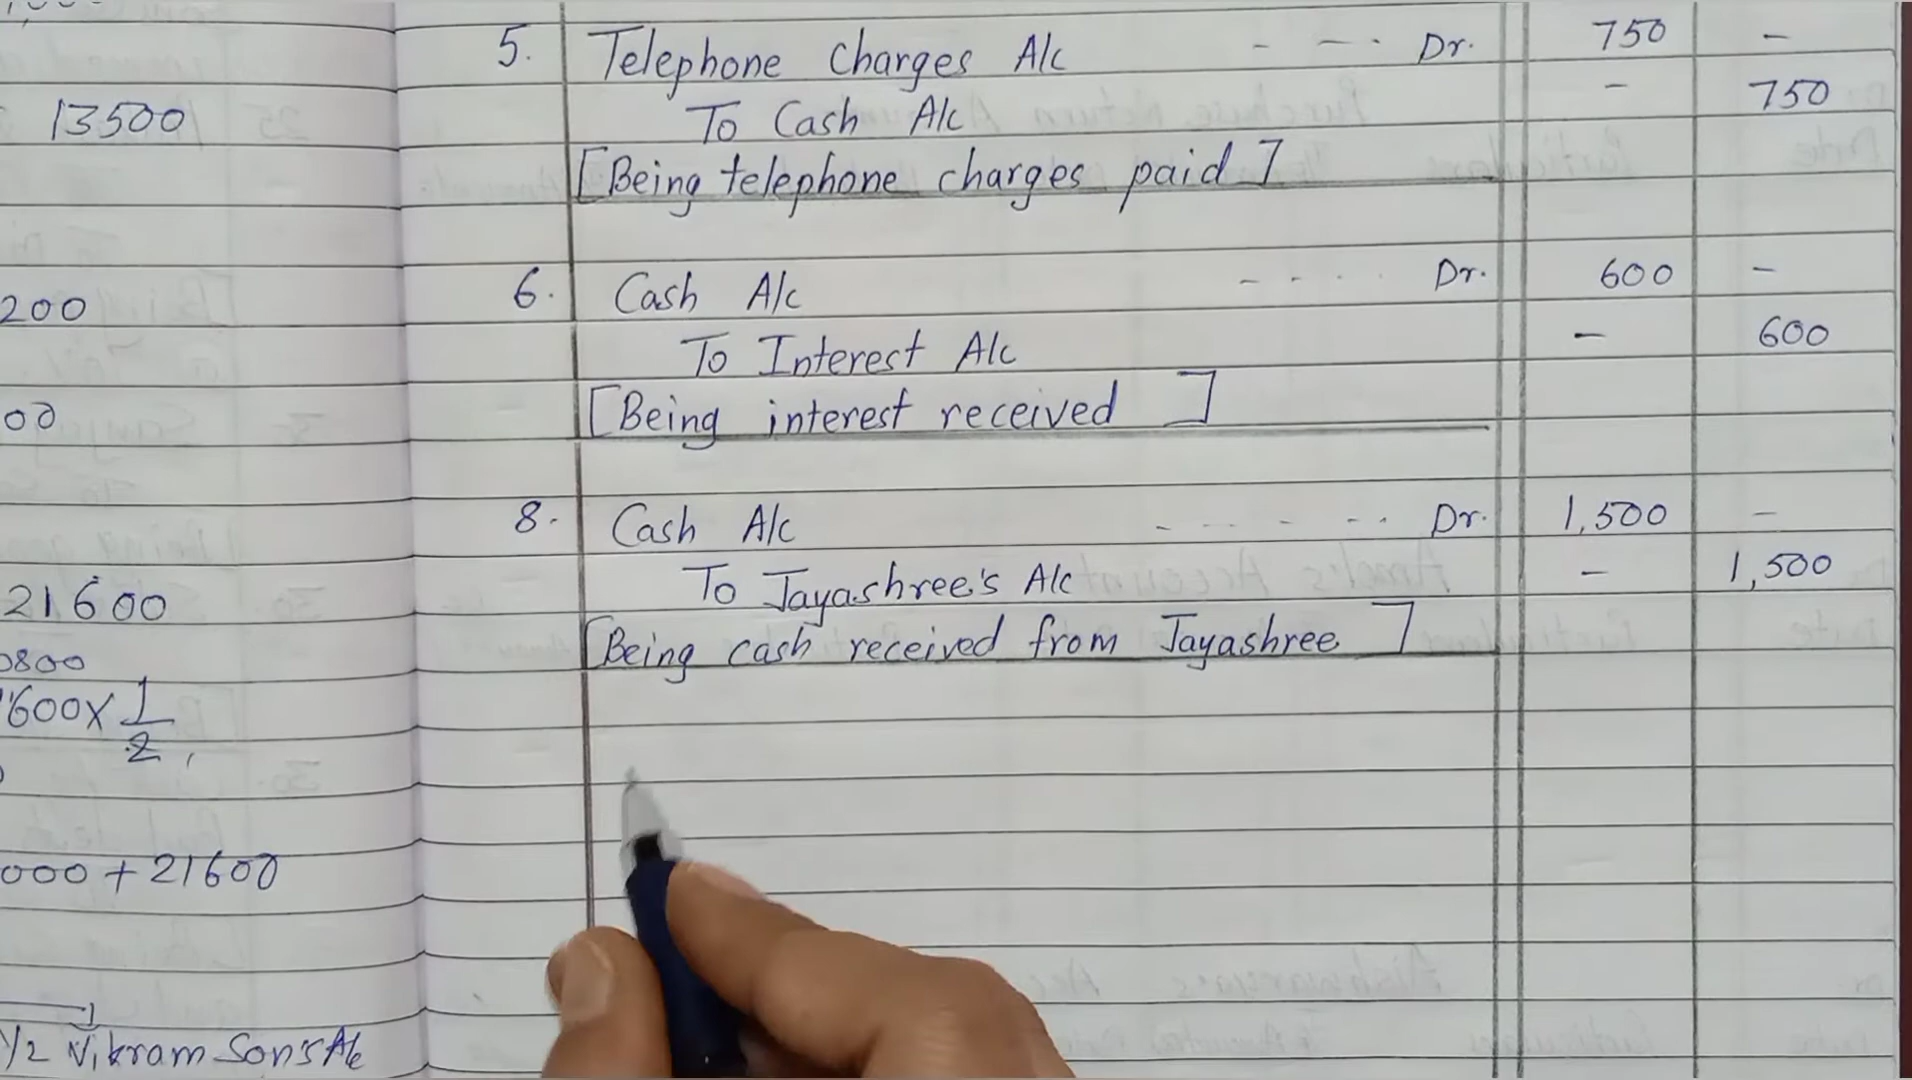 13500
200
00
21600
0800
600 x 1/2
000 + 21600
1/2 Vikram Son's A/c
5. Telephone Charges A/c - --- Dr. 750 -
To Cash A/c - 750
[Being telephone charges paid]
6. Cash A/c - - - - Dr. 600 -
To Interest A/c - 600
[Being interest received ]
8. Cash A/c - - - - - - Dr. 1,500 -
To Jayashree's A/c - 1,500
[Being cash received from Jayashree ]